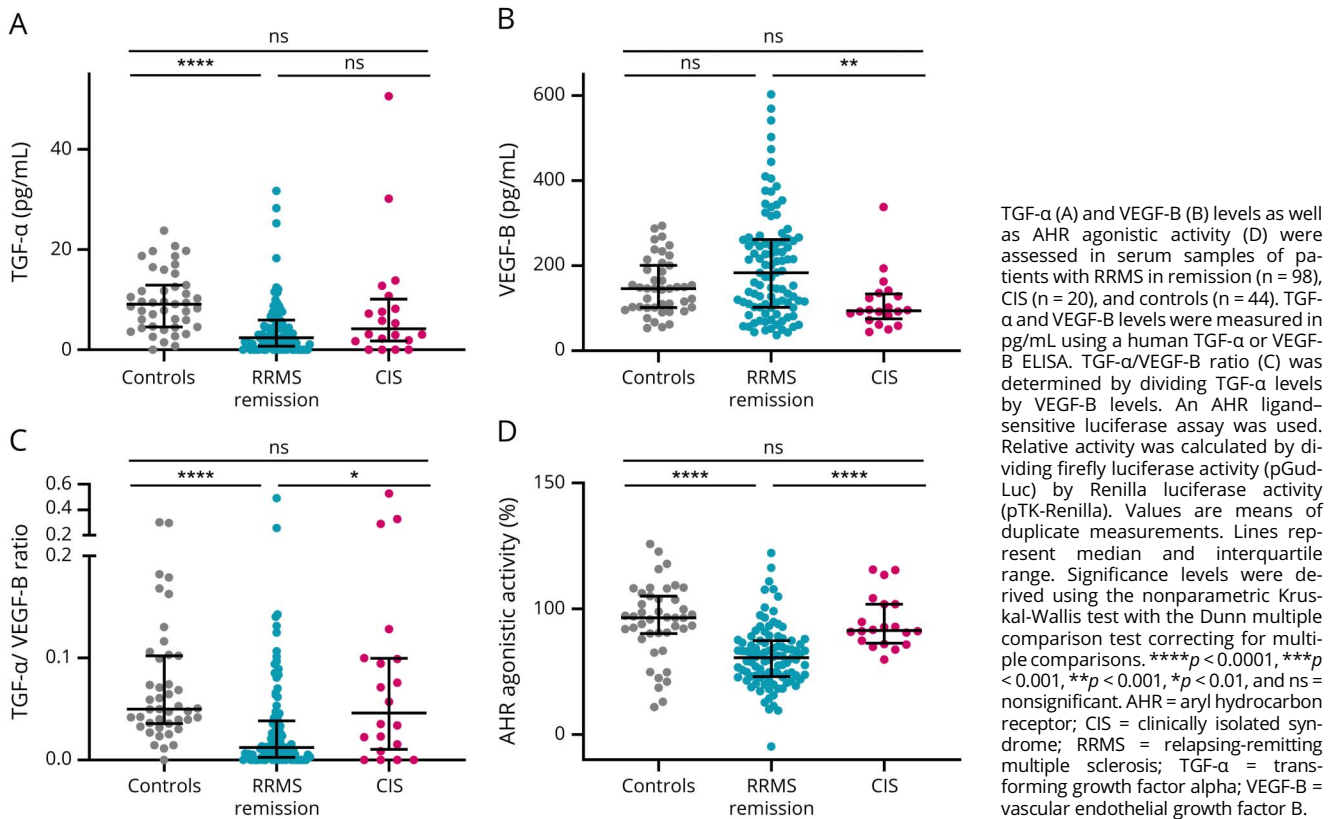 A
ns
****
ns
TGF-α (pg/mL)
40
20
0
Controls
RRMS
remission
CIS
B
ns
ns
**
VEGF-B (pg/mL)
600
400
200
0
Controls
RRMS
remission
CIS
C
ns
****
*
TGF-α/ VEGF-B ratio
0.6
0.4
0.2
0.2
0.1
0.0
Controls
RRMS
remission
CIS
D
ns
****
****
AHR agonistic activity (%)
150
100
0
Controls
RRMS
remission
CIS
TGF-α (A) and VEGF-B (B) levels as well
as AHR agonistic activity (D) were
assessed in serum samples of pa-
tients with RRMS in remission (n = 98),
CIS (n = 20), and controls (n = 44). TGF-
α and VEGF-B levels were measured in
pg/mL using a human TGF-α or VEGF-
B ELISA. TGF-α/VEGF-B ratio (C) was
determined by dividing TGF-α levels
by VEGF-B levels. An AHR ligand–
sensitive luciferase assay was used.
Relative activity was calculated by di-
viding firefly luciferase activity (pGud-
Luc) by Renilla luciferase activity
(pTK-Renilla). Values are means of
duplicate measurements. Lines rep-
resent median and interquartile
range. Significance levels were de-
rived using the nonparametric Krus-
kal-Wallis test with the Dunn multiple
comparison test correcting for multi-
ple comparisons. ****p < 0.0001, ***p
< 0.001, **p < 0.001, *p < 0.01, and ns =
nonsignificant. AHR = aryl hydrocarbon
receptor; CIS = clinically isolated syn-
drome; RRMS = relapsing-remitting
multiple sclerosis; TGF-α = trans-
forming growth factor alpha; VEGF-B =
vascular endothelial growth factor B.